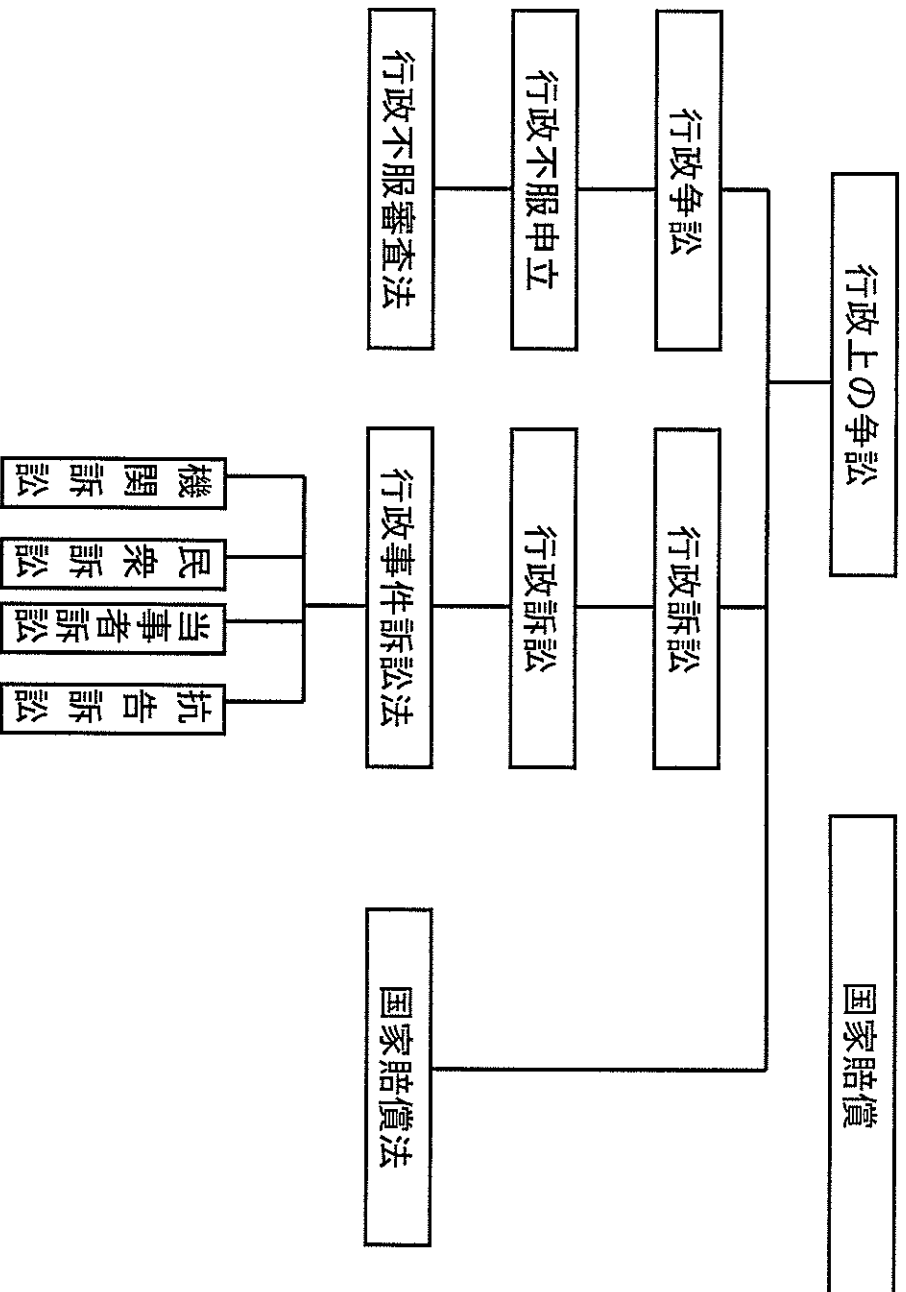 行政上の争訟
国家賠償
行政争訟
行政訴訟
行政不服申立
行政訴訟
行政不服審査法
行政事件訴訟法
国家賠償法
機関訴訟
民衆訴訟
当事者訴訟
抗告訴訟